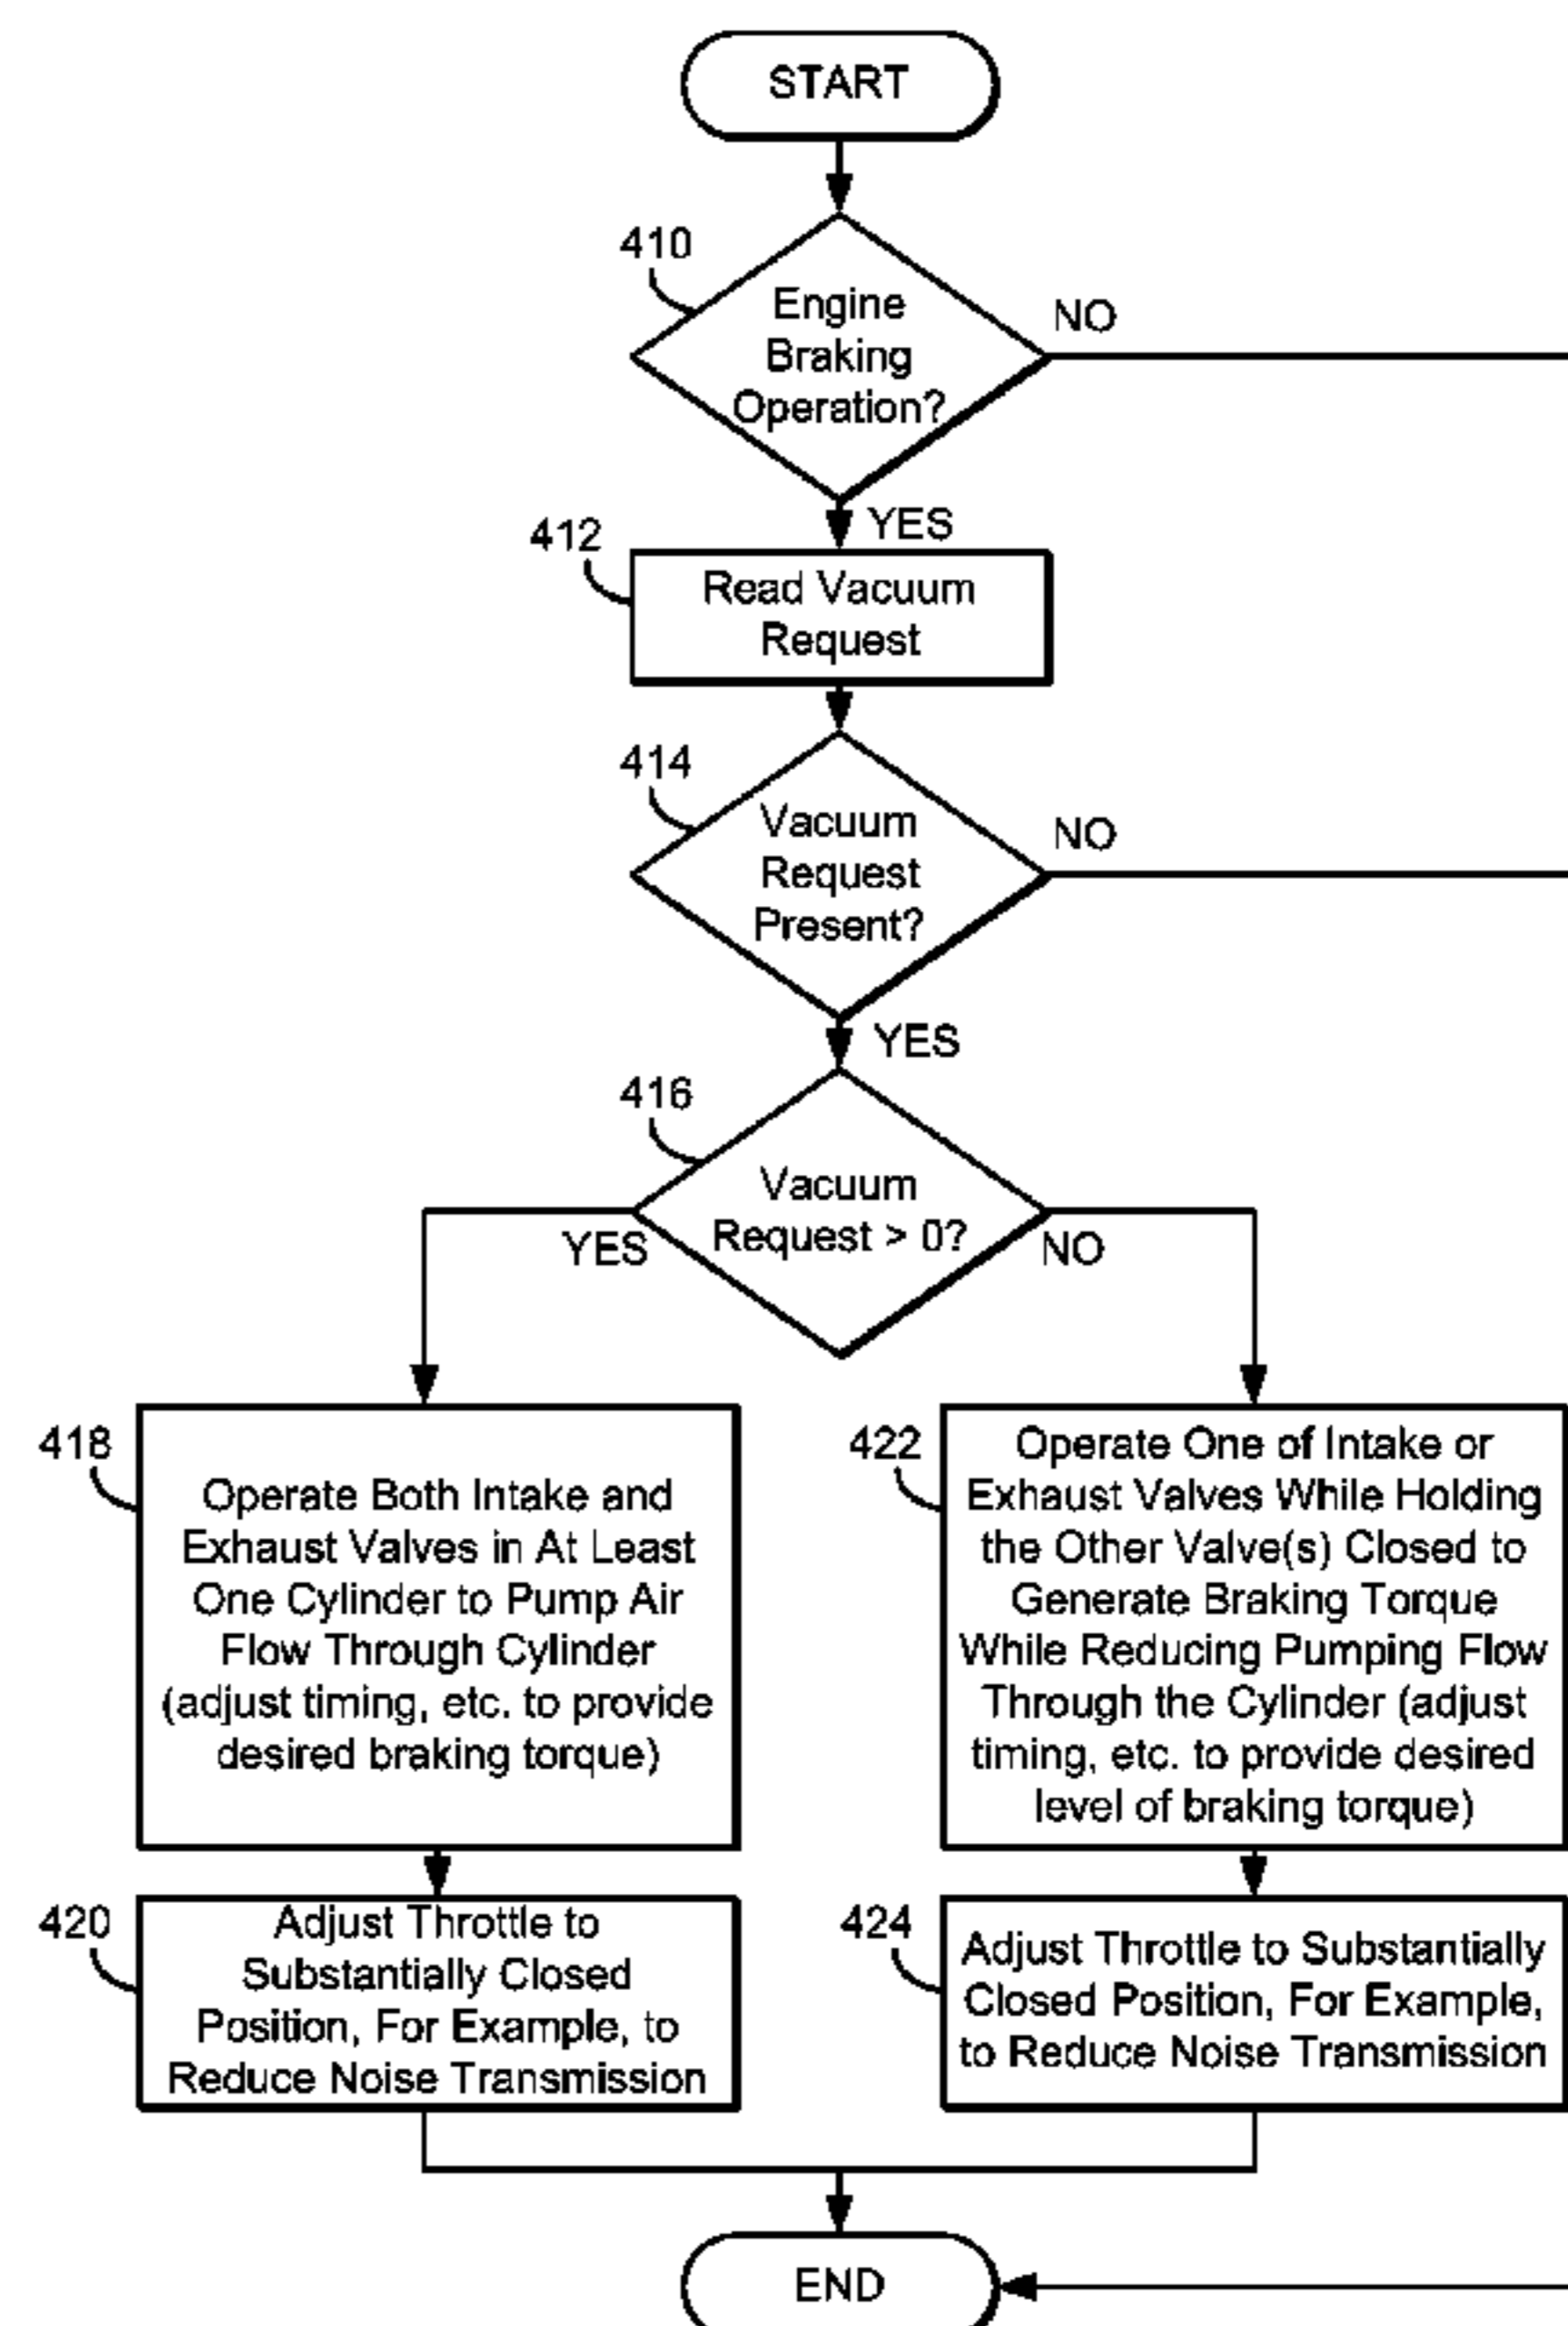 START
410
Engine
Braking
Operation?
NO
YES
412
Read Vacuum
Request
414
Vacuum
Request
Present?
NO
YES
416
Vacuum
Request > 0?
YES
NO
418
Operate Both Intake and
Exhaust Valves in At Least
One Cylinder to Pump Air
Flow Through Cylinder
(adjust timing, etc. to provide
desired braking torque)
422
Operate One of Intake or
Exhaust Valves While Holding
the Other Valve(s) Closed to
Generate Braking Torque
While Reducing Pumping Flow
Through the Cylinder (adjust
timing, etc. to provide desired
level of braking torque)
420
Adjust Throttle to
Substantially Closed
Position, For Example, to
Reduce Noise Transmission
424
Adjust Throttle to Substantially
Closed Position, For Example,
to Reduce Noise Transmission
END